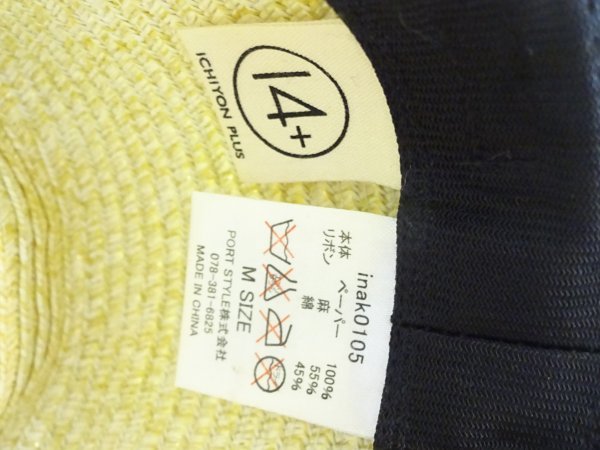 14+
ICHIYON PLUS
inak0105
本体 ペーパー 100%
リボン 麻 55%
綿 45%
M SIZE
PORT STYLE株式会社
078-381-6825
MADE IN CHINA